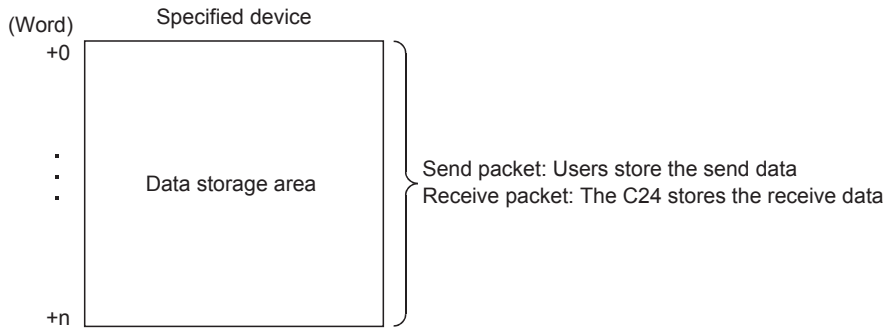 Specified device
(Word)
+0
Data storage area
Send packet: Users store the send data
Receive packet: The C24 stores the receive data
+n